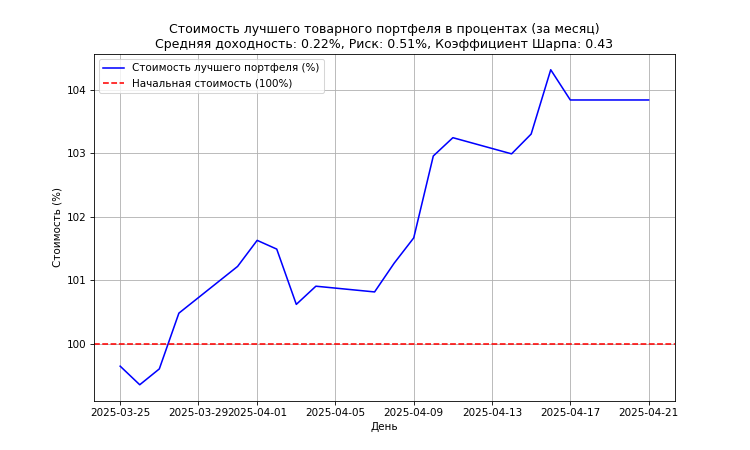 Стоимость лучшего товарного портфеля в процентах (за месяц)
Средняя доходность: 0.22%, Риск: 0.51%, Коэффициент Шарпа: 0.43
Стоимость лучшего портфеля (%)
Начальная стоимость (100%)
104
103
102
101
100
Стоимость (%)
2025-03-25 2025-03-29 2025-04-01 2025-04-05 2025-04-09 2025-04-13 2025-04-17 2025-04-21
День